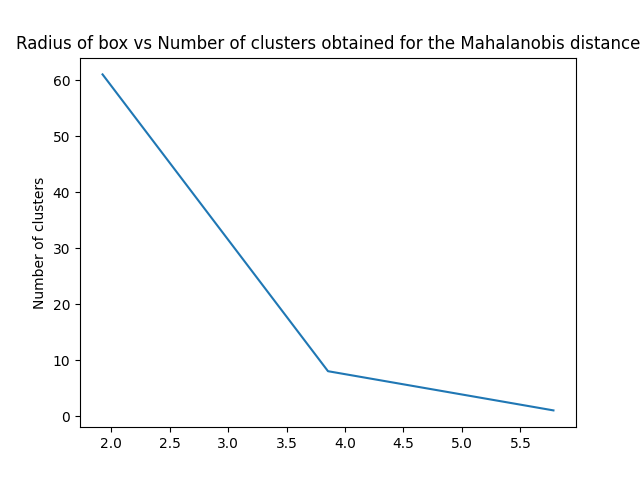 Radius of box vs Number of clusters obtained for the Mahalanobis distance
Number of clusters
60
50
40
30
20
10
0
2.0 2.5 3.0 3.5 4.0 4.5 5.0 5.5